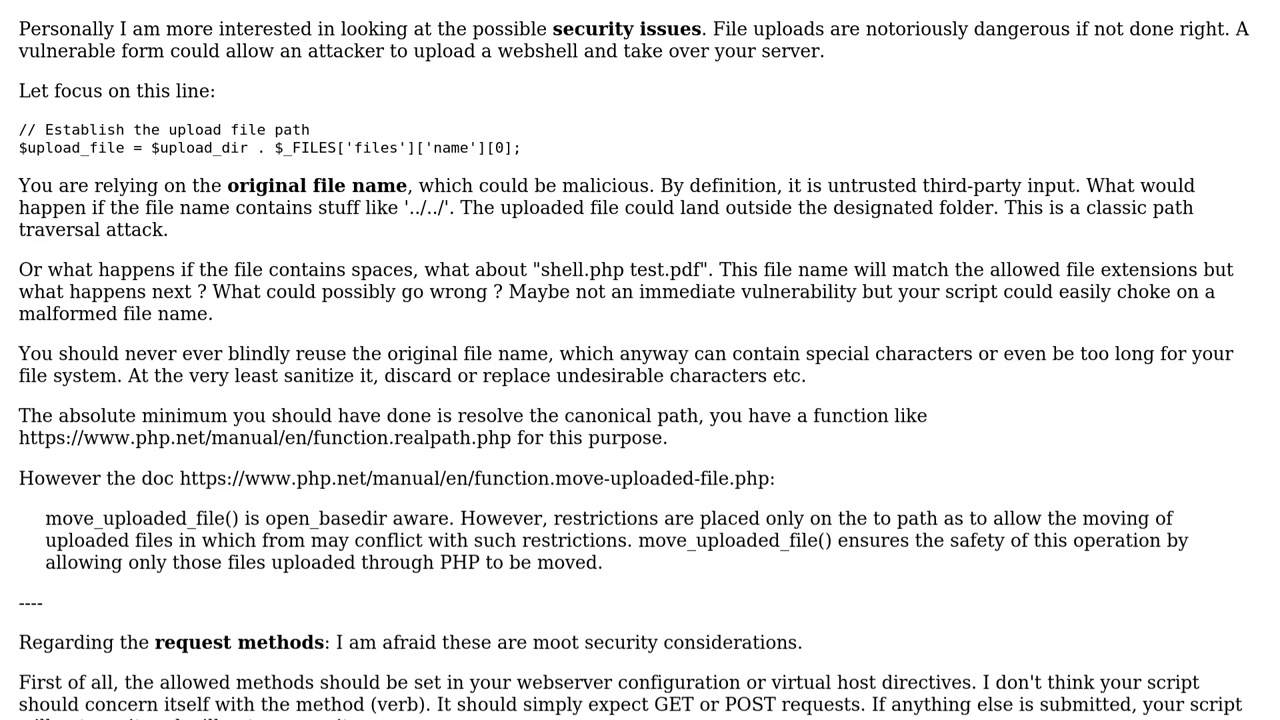 Personally I am more interested in looking at the possible security issues. File uploads are notoriously dangerous if not done right. A
vulnerable form could allow an attacker to upload a webshell and take over your server.
Let focus on this line:
// Establish the upload file path
$upload_file = $upload_dir . $_FILES['files']['name'][0];
You are relying on the original file name, which could be malicious. By definition, it is untrusted third-party input. What would
happen if the file name contains stuff like '../../'. The uploaded file could land outside the designated folder. This is a classic path
traversal attack.
Or what happens if the file contains spaces, what about "shell.php test.pdf". This file name will match the allowed file extensions but
what happens next ? What could possibly go wrong ? Maybe not an immediate vulnerability but your script could easily choke on a
malformed file name.
You should never ever blindly reuse the original file name, which anyway can contain special characters or even be too long for your
file system. At the very least sanitize it, discard or replace undesirable characters etc.
The absolute minimum you should have done is resolve the canonical path, you have a function like
https://www.php.net/manual/en/function.realpath.php for this purpose.
However the doc https://www.php.net/manual/en/function.move-uploaded-file.php:
move_uploaded_file() is open_basedir aware. However, restrictions are placed only on the to path as to allow the moving of
uploaded files in which from may conflict with such restrictions. move_uploaded_file() ensures the safety of this operation by
allowing only those files uploaded through PHP to be moved.
----
Regarding the request methods: I am afraid these are moot security considerations.
First of all, the allowed methods should be set in your webserver configuration or virtual host directives. I don't think your script
should concern itself with the method (verb). It should simply expect GET or POST requests. If anything else is submitted, your script